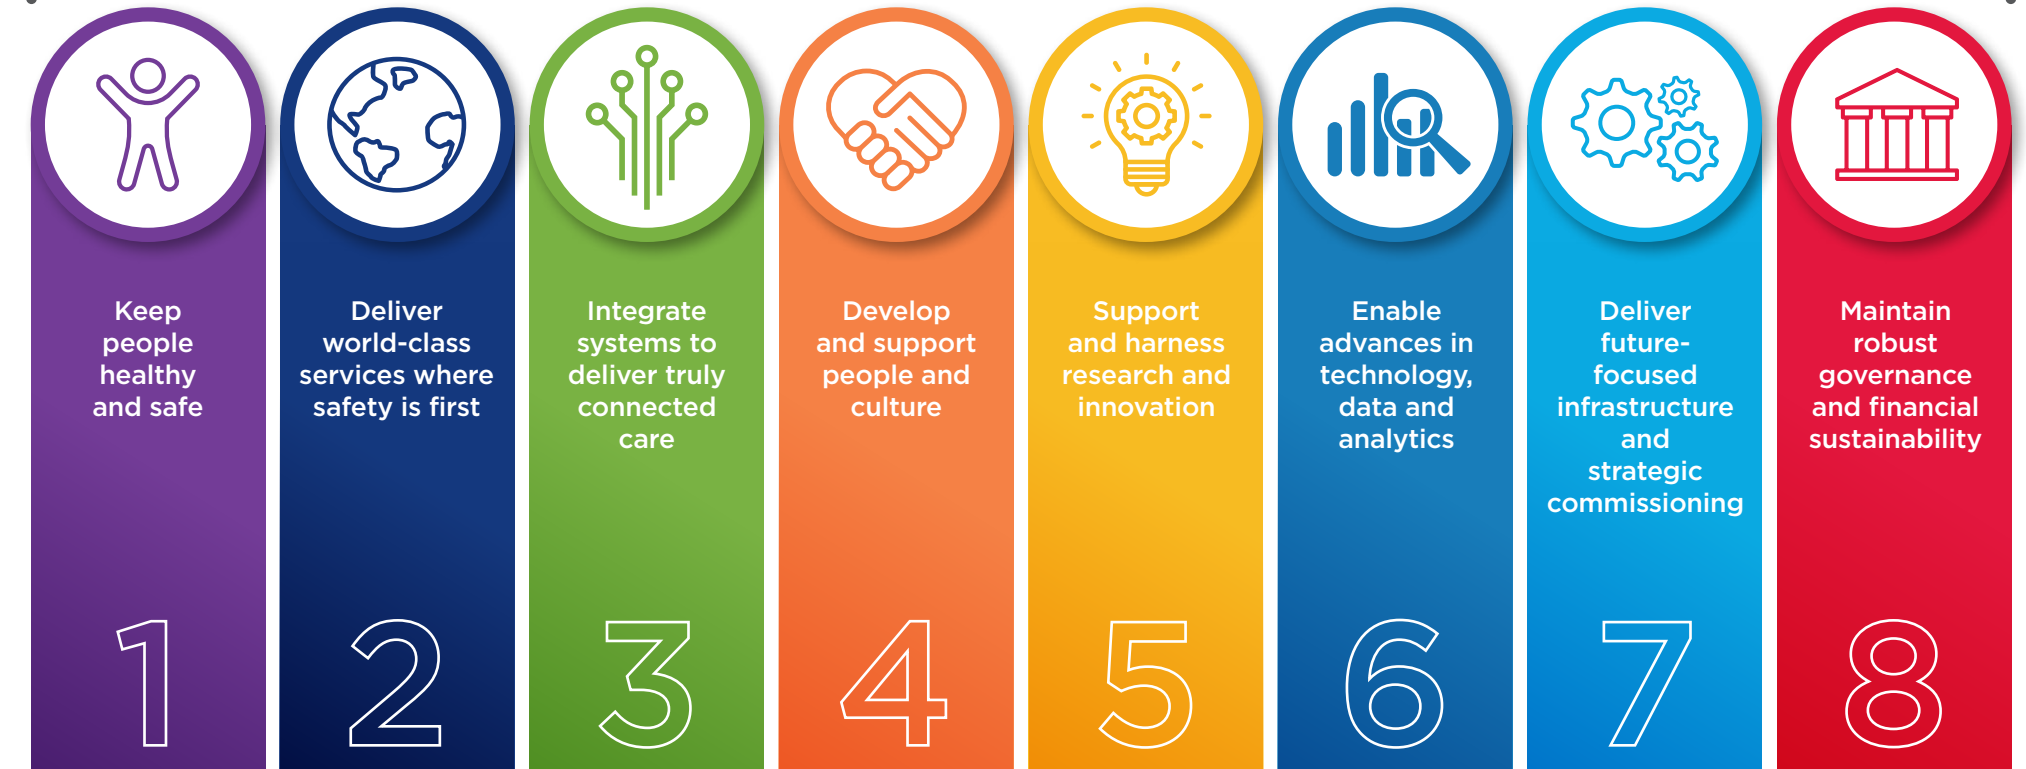 Keep
people
healthy
and safe
1
Deliver
world-class
services where
safety is first
2
Integrate
systems to
deliver truly
connected
care
3
Develop
and support
people and
culture
4
Support
and harness
research and
innovation
5
Enable
advances in
technology,
data and
analytics
6
Deliver
future-
focused
infrastructure
and
strategic
commissioning
7
Maintain
robust
governance
and financial
sustainability
8